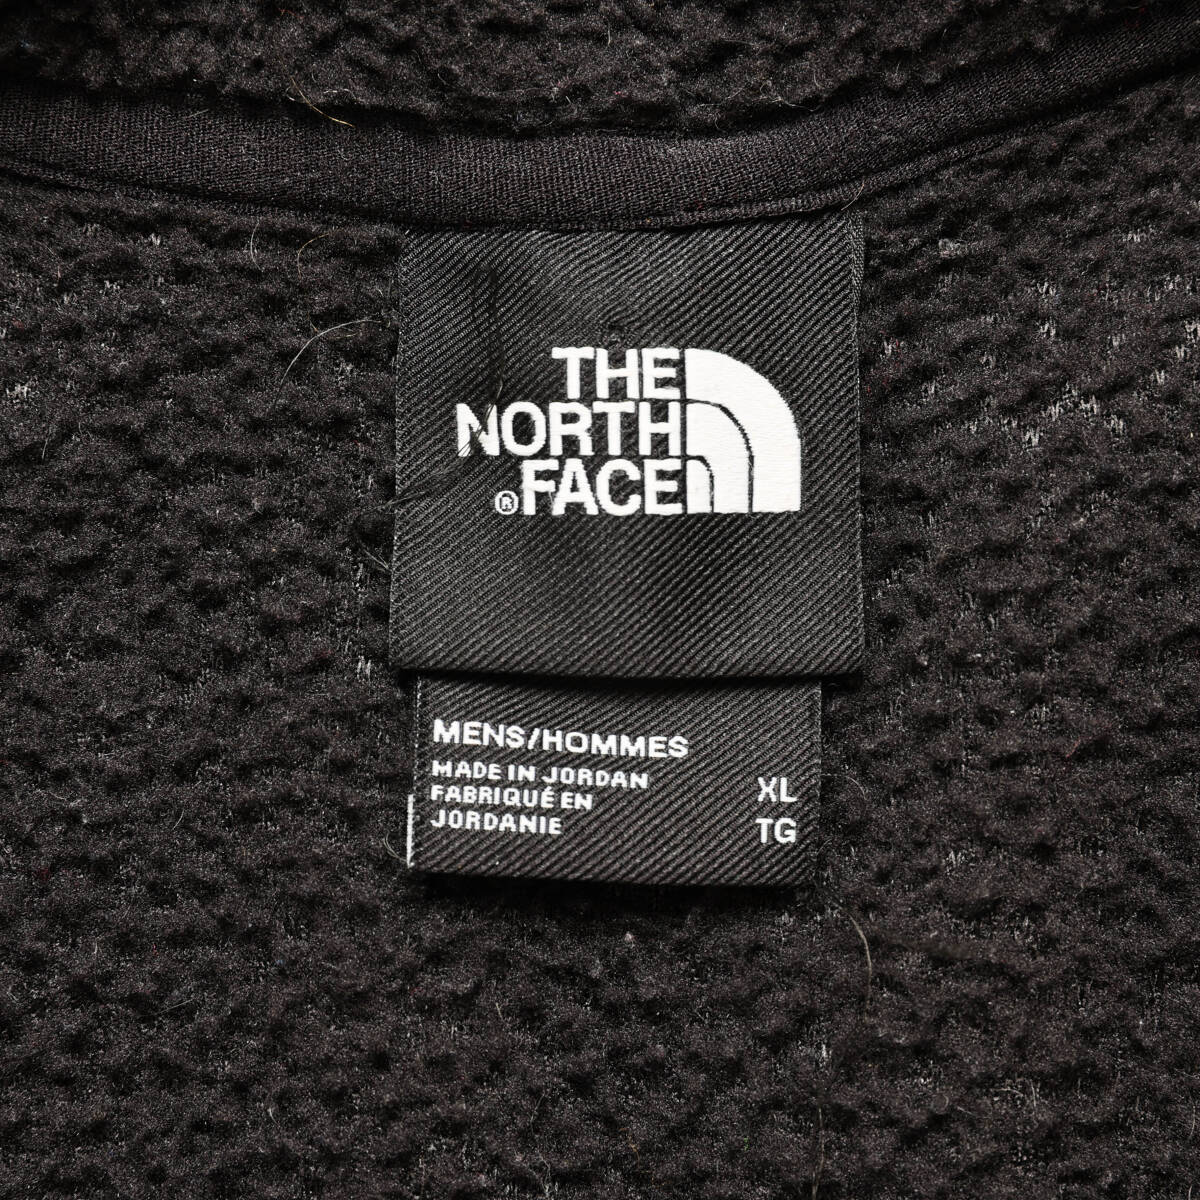 THE
NORTH
® FACE
MENS/HOMMES
MADE IN JORDAN
FABRIQUÉ EN
JORDANIE
XL
TG